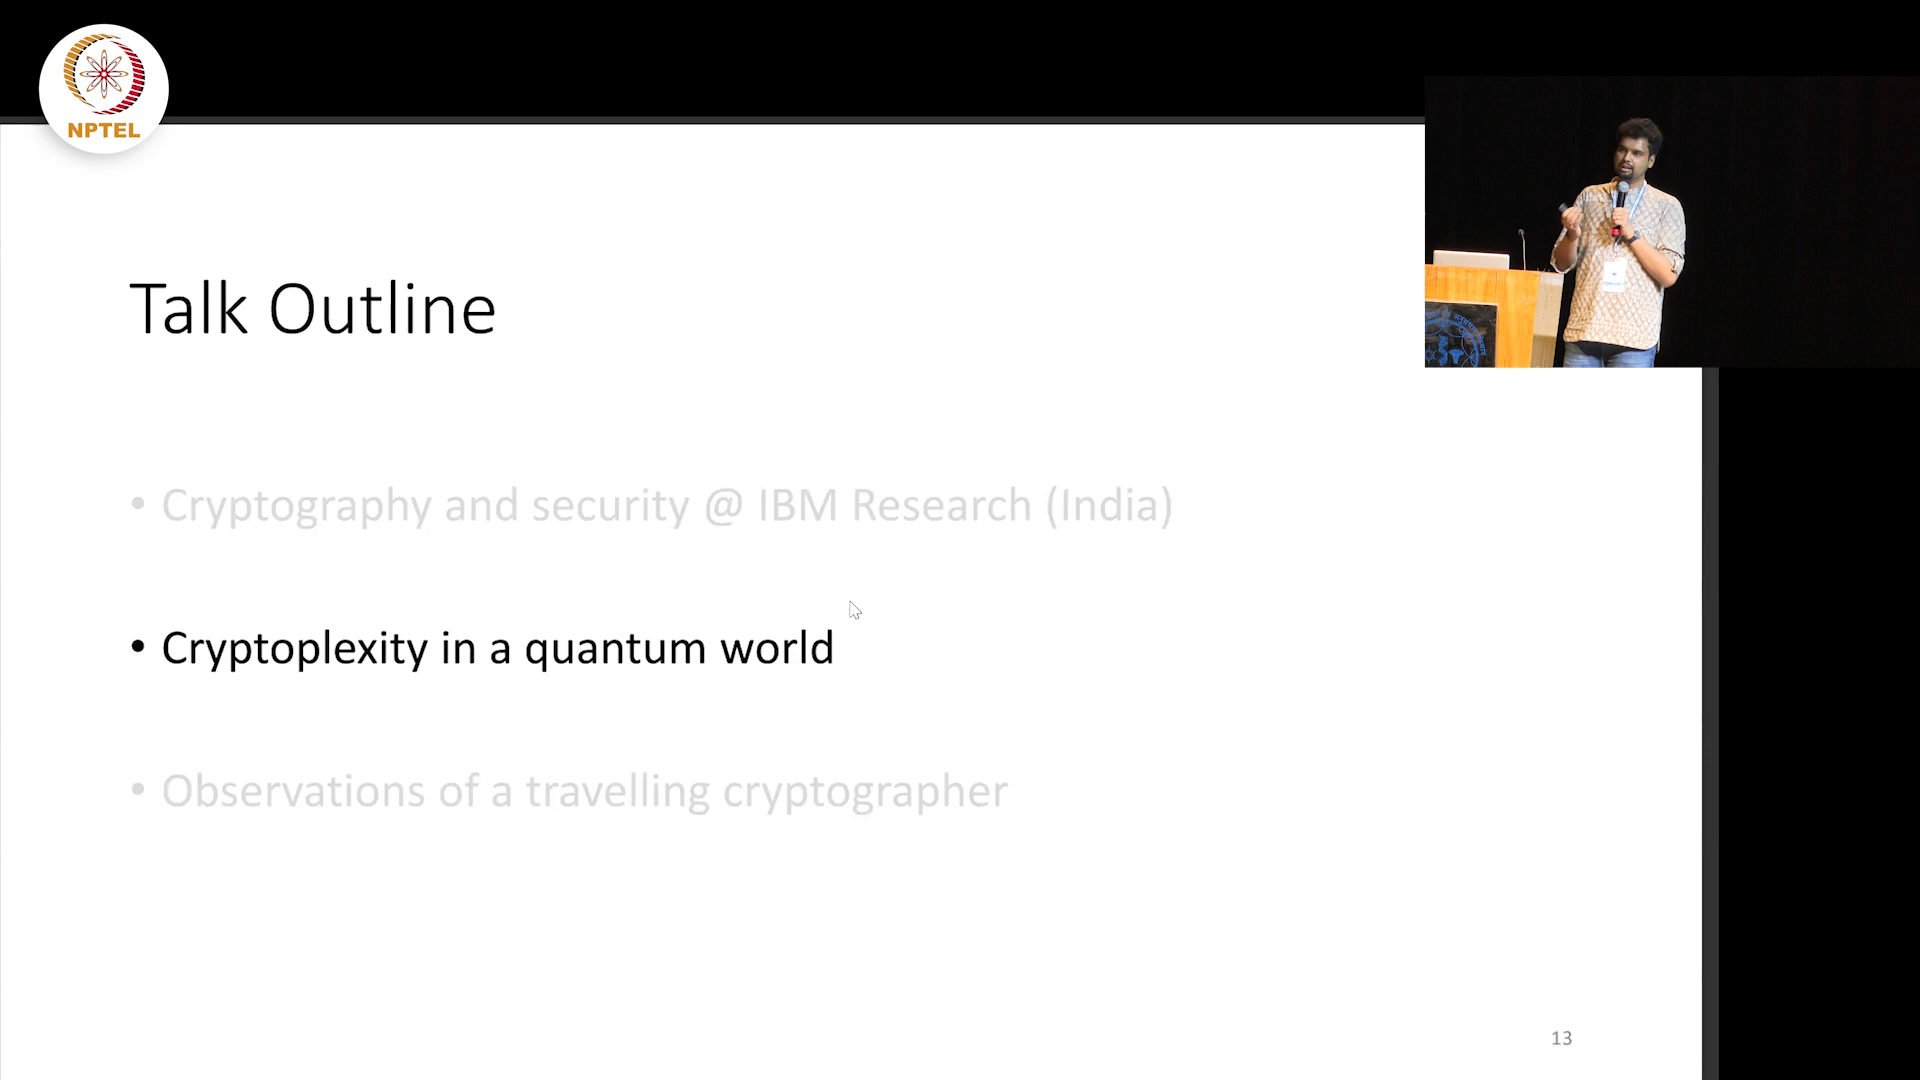 NPTEL
Talk Outline
• Cryptography and security @ IBM Research (India)
• Cryptoplexity in a quantum world
• Observations of a travelling cryptographer
13